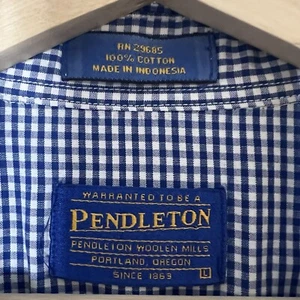 RN 29685
100% COTTON
MADE IN INDONESIA
WARRANTED TO BE A
PENDLETON
PENDLETON WOOLEN MILLS
PORTLAND, OREGON
SINCE 1863
L